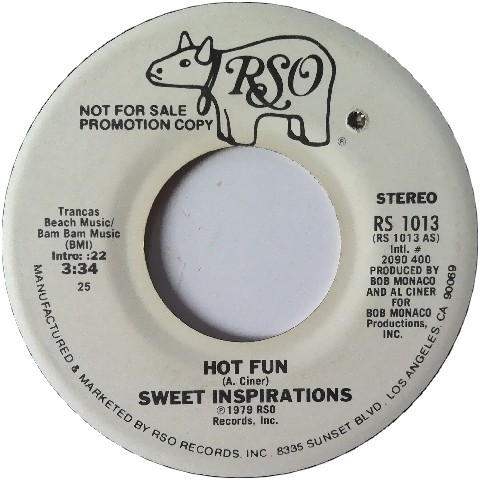 RSO
®
NOT FOR SALE
PROMOTION COPY
Trancas
Beach Music/
Bam Bam Music
(BMI)
Intro: :22
3:34
25
STEREO
RS 1013
(RS 1013 AS)
Intl. #
2090 400
PRODUCED BY
BOB MONACO
AND AL CINER
FOR
BOB MONACO
Productions,
INC.
HOT FUN
(A. Ciner)
SWEET INSPIRATIONS
℗1979 RSO
Records, Inc.
MANUFACTURED & MARKETED BY RSO RECORDS, INC. 8335 SUNSET BLVD. LOS ANGELES, CA 90069